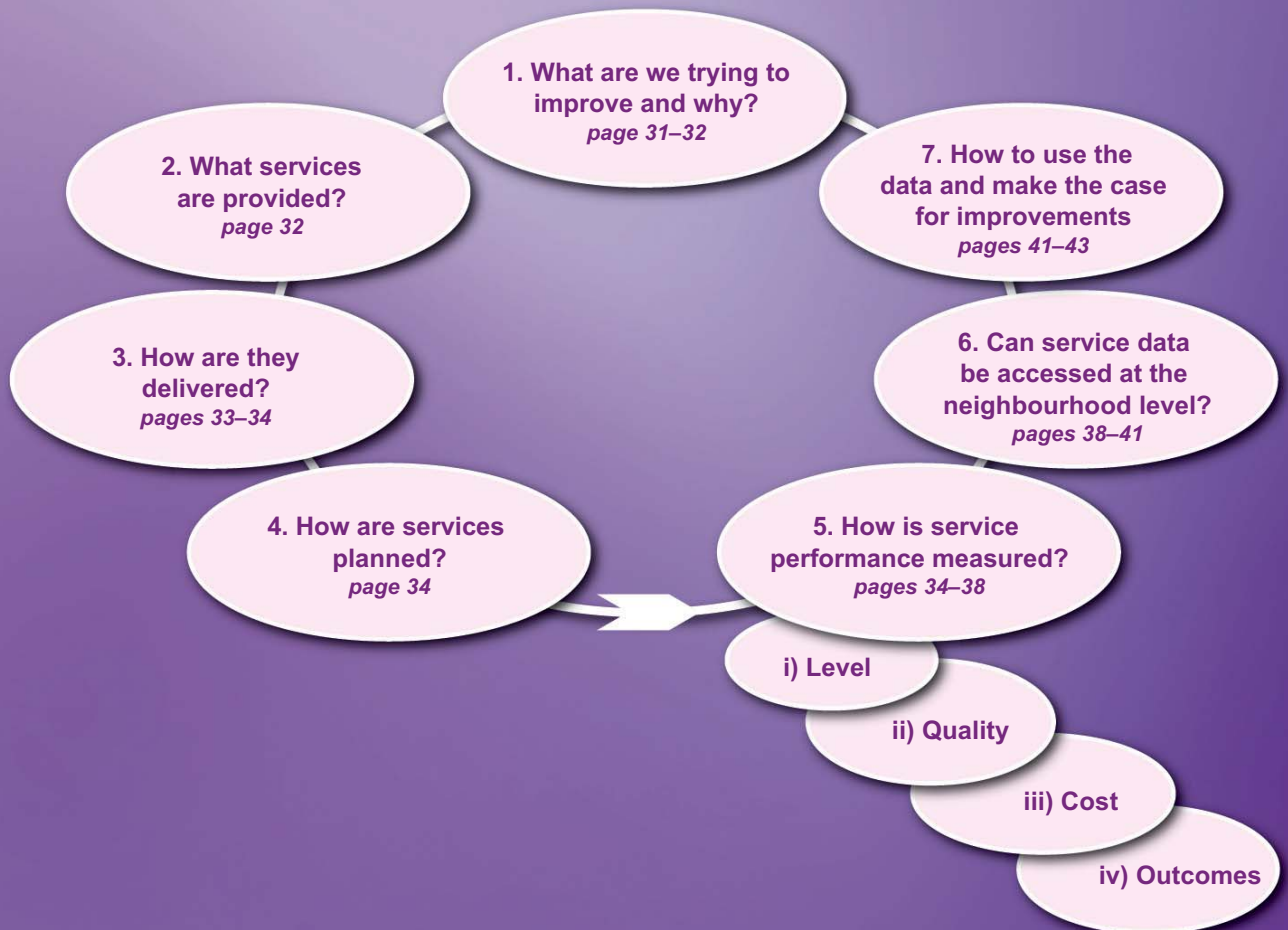 1. What are we trying to
improve and why?
page 31–32
2. What services
are provided?
page 32
3. How are they
delivered?
pages 33–34
4. How are services
planned?
page 34
5. How is service
performance measured?
pages 34–38
i) Level
ii) Quality
iii) Cost
iv) Outcomes
6. Can service data
be accessed at the
neighbourhood level?
pages 38–41
7. How to use the
data and make the case
for improvements
pages 41–43